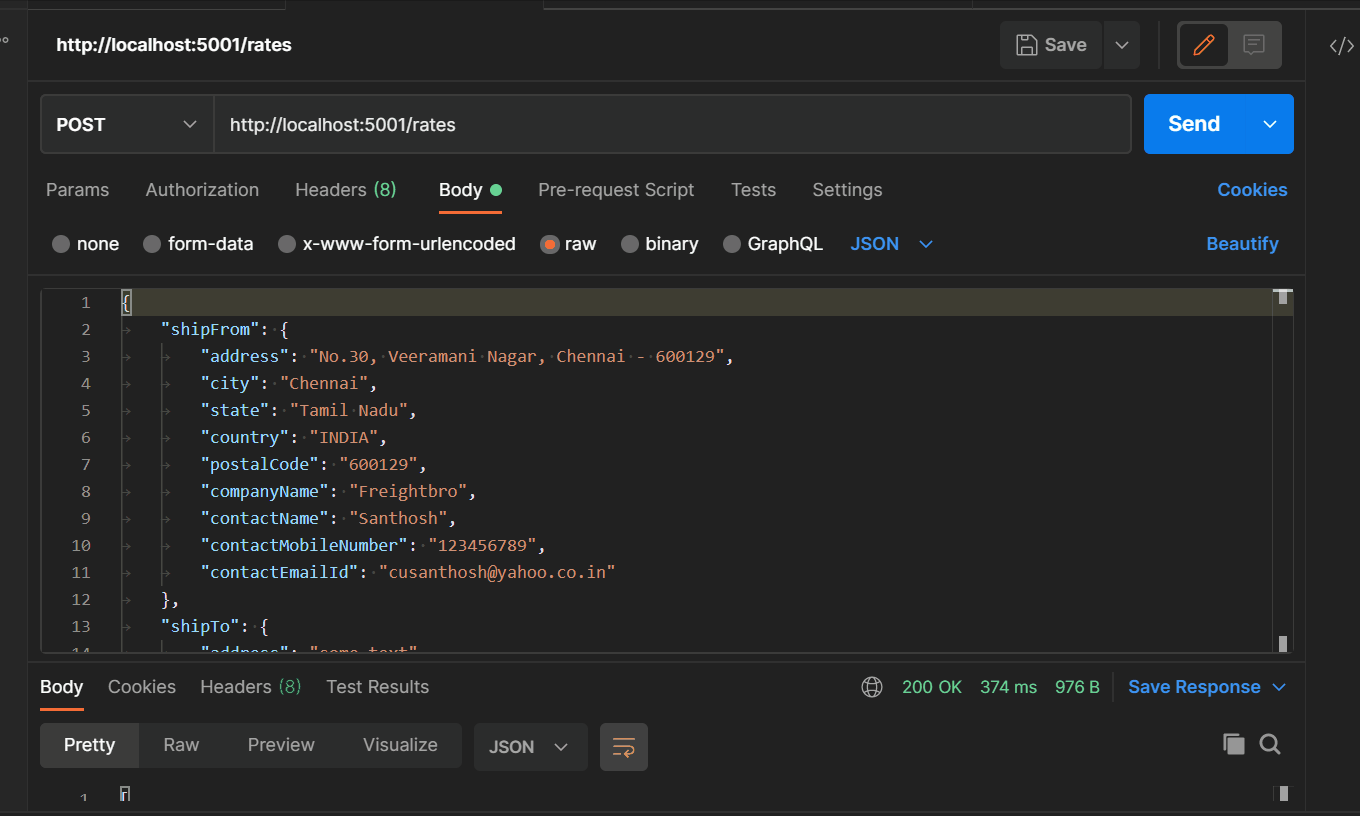 http://localhost:5001/rates
Save
</>
POST
http://localhost:5001/rates
Send
Params Authorization Headers (8) Body Pre-request Script Tests Settings Cookies
none form-data x-www-form-urlencoded raw binary GraphQL JSON Beautify
1 {
2 "shipFrom": {
3 "address": "No.30, Veeramani Nagar, Chennai - 600129",
4 "city": "Chennai",
5 "state": "Tamil Nadu",
6 "country": "INDIA",
7 "postalCode": "600129",
8 "companyName": "Freightbro",
9 "contactName": "Santhosh",
10 "contactMobileNumber": "123456789",
11 "contactEmailId": "cusanthosh@yahoo.co.in"
12 },
13 "shipTo": {
14 "address": "some text"
Body Cookies Headers (8) Test Results 200 OK 374 ms 976 B Save Response
Pretty Raw Preview Visualize JSON
1